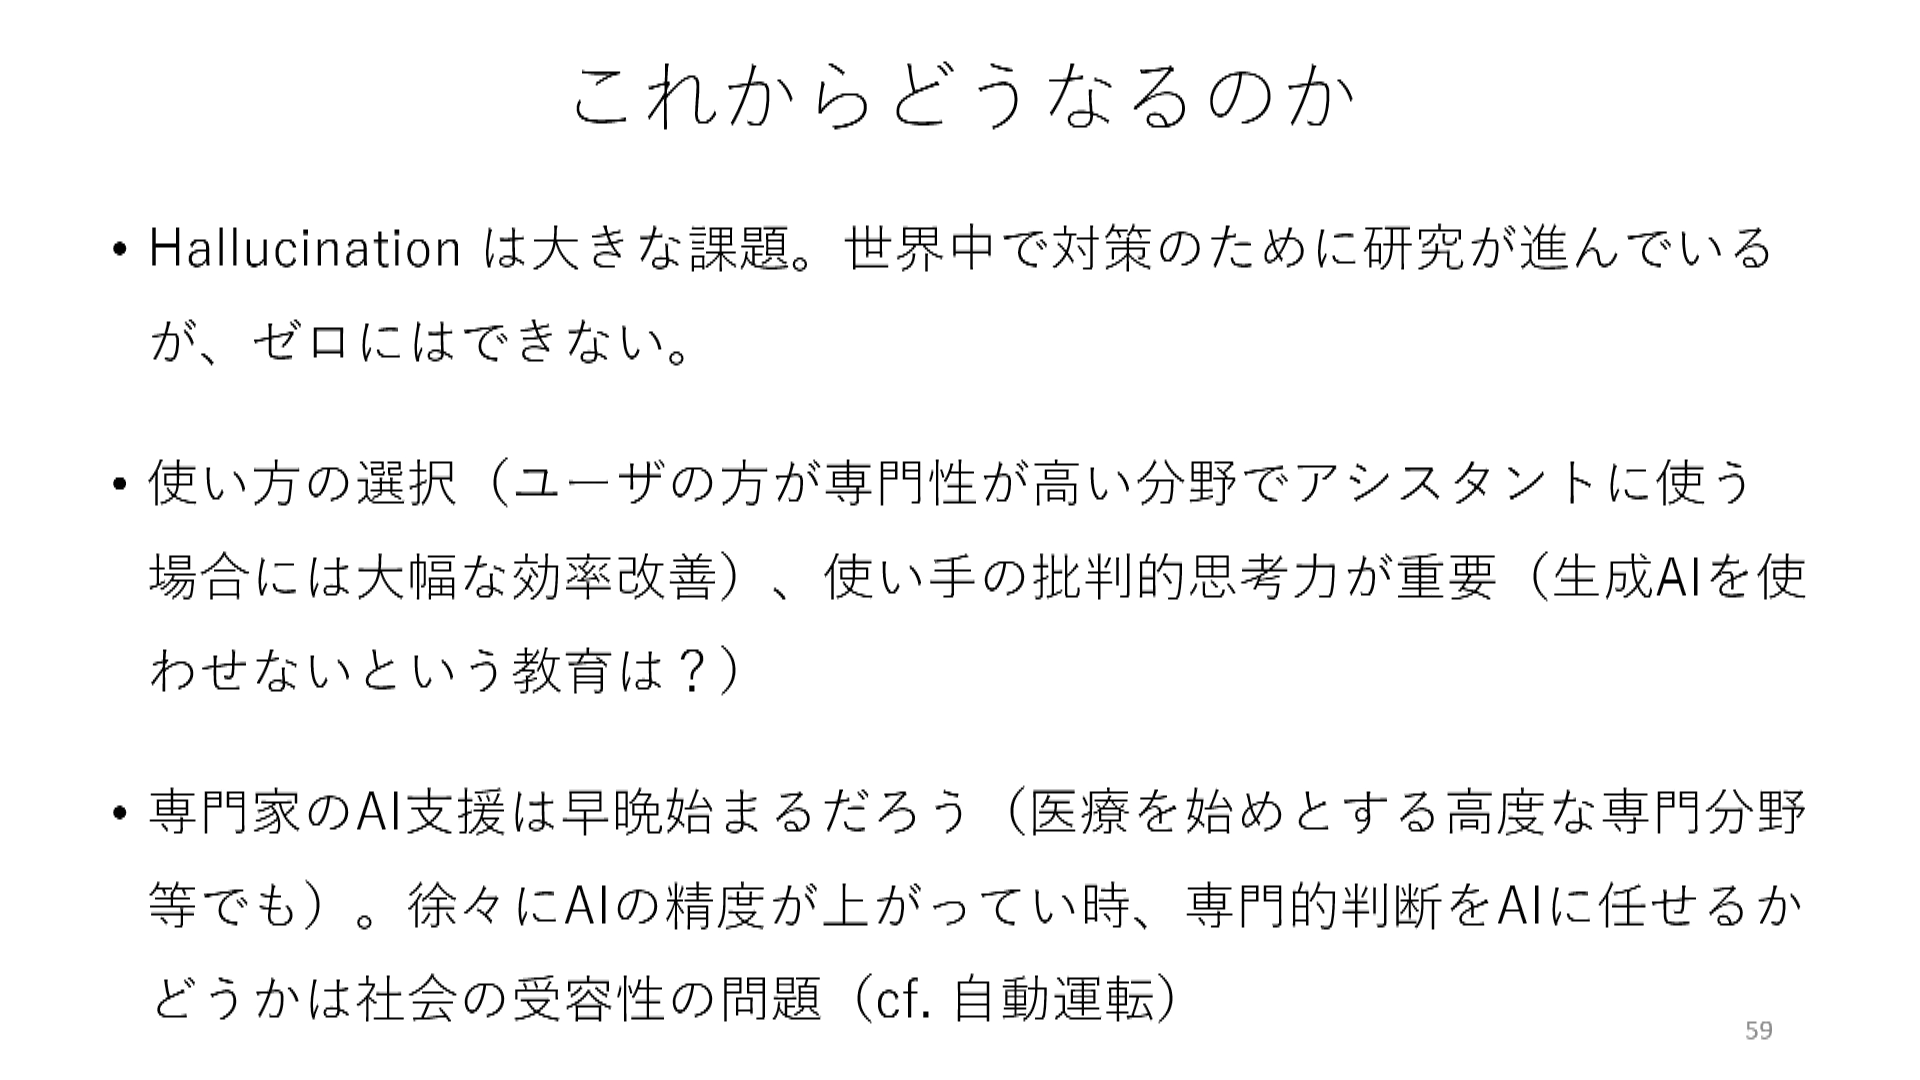 これからどうなるのか
• Hallucination は大きな課題。世界中で対策のために研究が進んでいる
が、ゼロにはできない。
• 使い方の選択（ユーザの方が専門性が高い分野でアシスタントに使う
場合には大幅な効率改善）、使い手の批判的思考力が重要（生成AIを使
わせないという教育は？）
• 専門家のAI支援は早晩始まるだろう（医療を始めとする高度な専門分野
等でも）。徐々にAIの精度が上がってい時、専門的判断をAIに任せるか
どうかは社会の受容性の問題（cf. 自動運転）
59